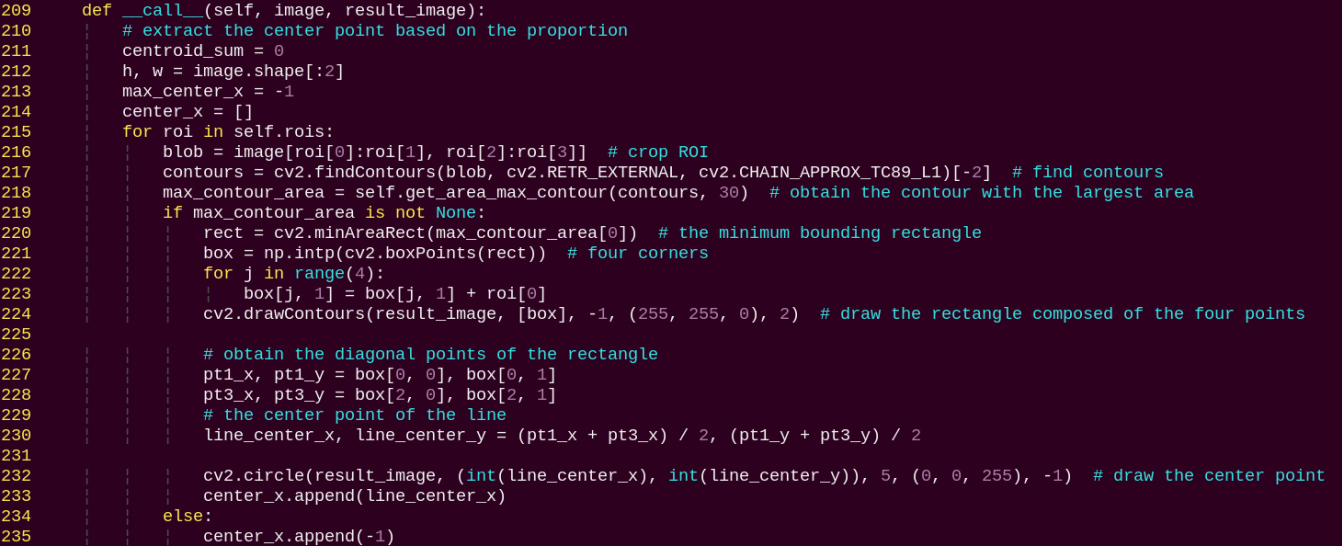 209     def __call__(self, image, result_image):
210         # extract the center point based on the proportion
211         centroid_sum = 0
212         h, w = image.shape[:2]
213         max_center_x = -1
214         center_x = []
215         for roi in self.rois:
216             blob = image[roi[0]:roi[1], roi[2]:roi[3]]  # crop ROI
217             contours = cv2.findContours(blob, cv2.RETR_EXTERNAL, cv2.CHAIN_APPROX_TC89_L1)[-2]  # find contours
218             max_contour_area = self.get_area_max_contour(contours, 30)  # obtain the contour with the largest area
219             if max_contour_area is not None:
220                 rect = cv2.minAreaRect(max_contour_area[0])  # the minimum bounding rectangle
221                 box = np.intp(cv2.boxPoints(rect))  # four corners
222                 for j in range(4):
223                     box[j, 1] = box[j, 1] + roi[0]
224                 cv2.drawContours(result_image, [box], -1, (255, 255, 0), 2)  # draw the rectangle composed of the four points
225
226                 # obtain the diagonal points of the rectangle
227                 pt1_x, pt1_y = box[0, 0], box[0, 1]
228                 pt3_x, pt3_y = box[2, 0], box[2, 1]
229                 # the center point of the line
230                 line_center_x, line_center_y = (pt1_x + pt3_x) / 2, (pt1_y + pt3_y) / 2
231
232                 cv2.circle(result_image, (int(line_center_x), int(line_center_y)), 5, (0, 0, 255), -1)  # draw the center point
233                 center_x.append(line_center_x)
234             else:
235                 center_x.append(-1)